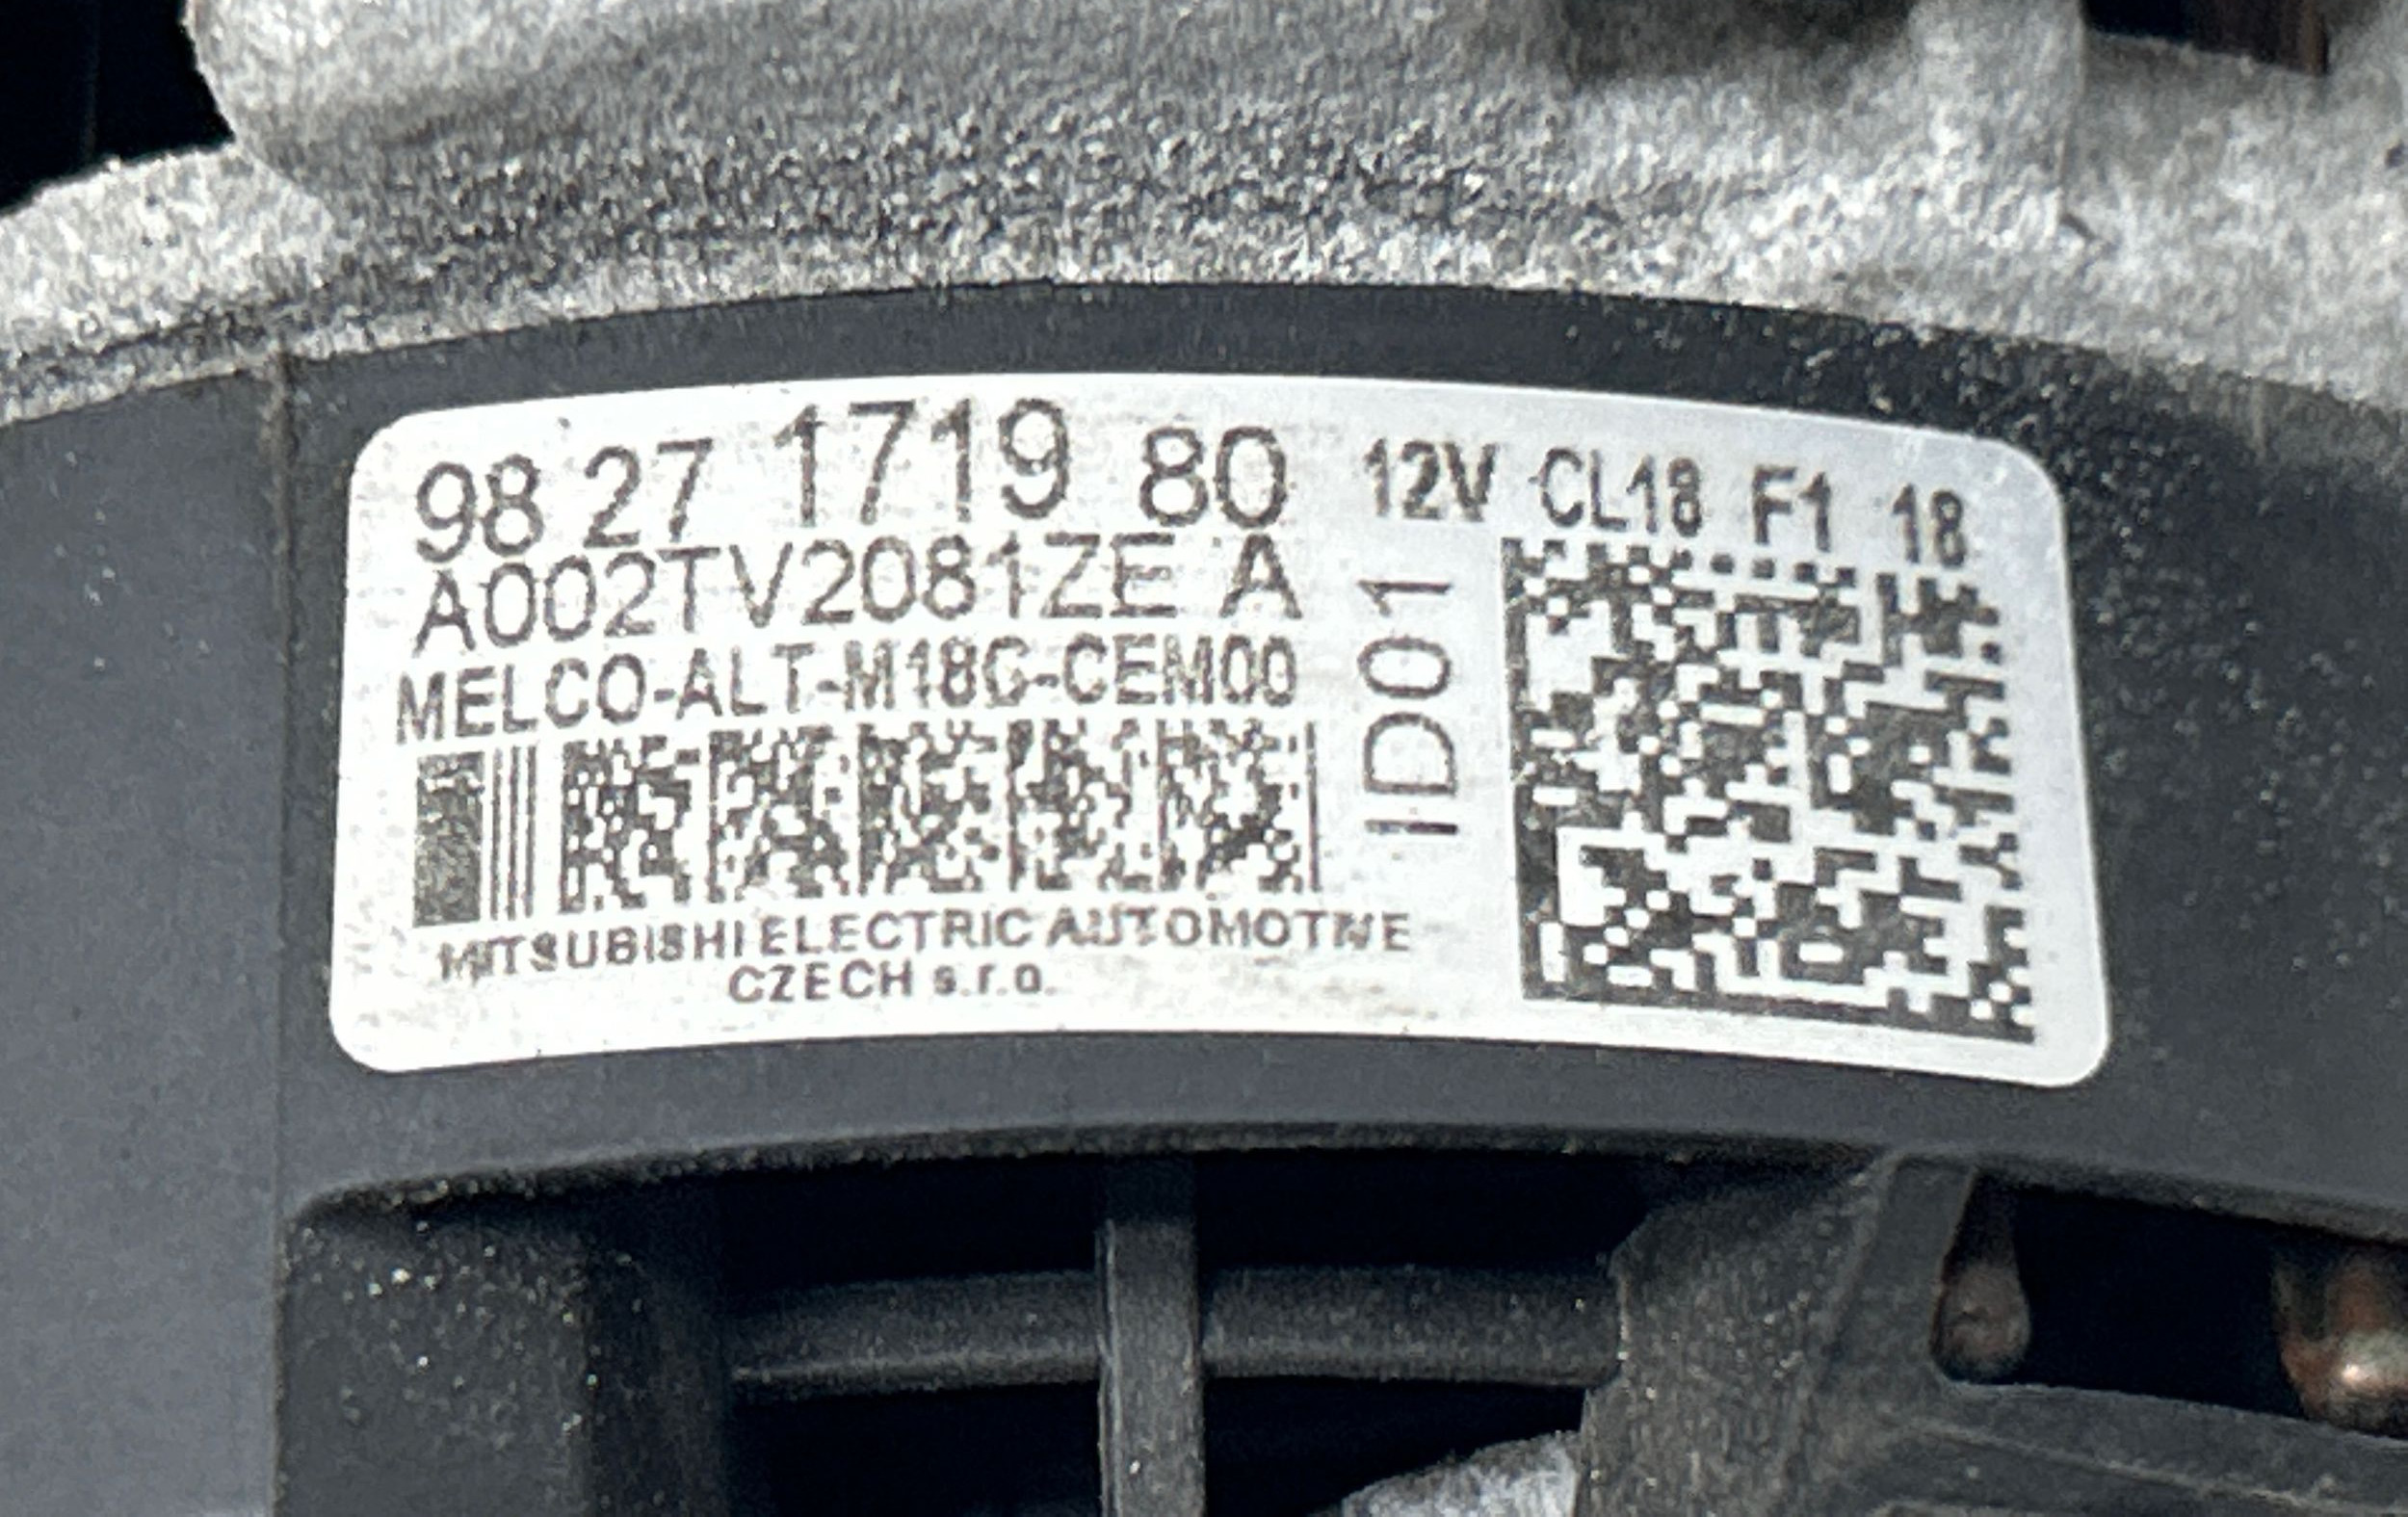 98 27 1719 80 12V CL18 F1 18
A002TV2081ZE A
MELCO-ALT-M18G-CEM00
ID01
MITSUBISHI ELECTRIC AUTOMOTIVE
CZECH s.r.o.